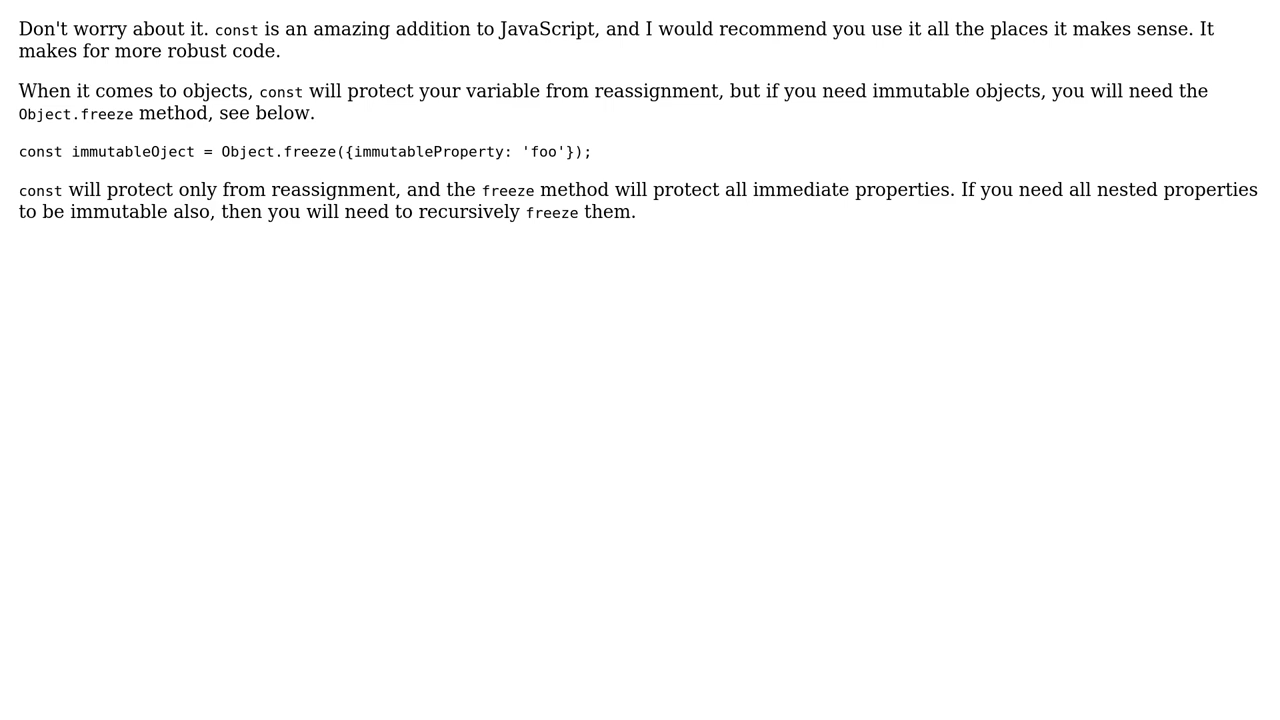 Don't worry about it. const is an amazing addition to JavaScript, and I would recommend you use it all the places it makes sense. It
makes for more robust code.
When it comes to objects, const will protect your variable from reassignment, but if you need immutable objects, you will need the
Object.freeze method, see below.
const immutableOject = Object.freeze({immutableProperty: 'foo'});
const will protect only from reassignment, and the freeze method will protect all immediate properties. If you need all nested properties
to be immutable also, then you will need to recursively freeze them.